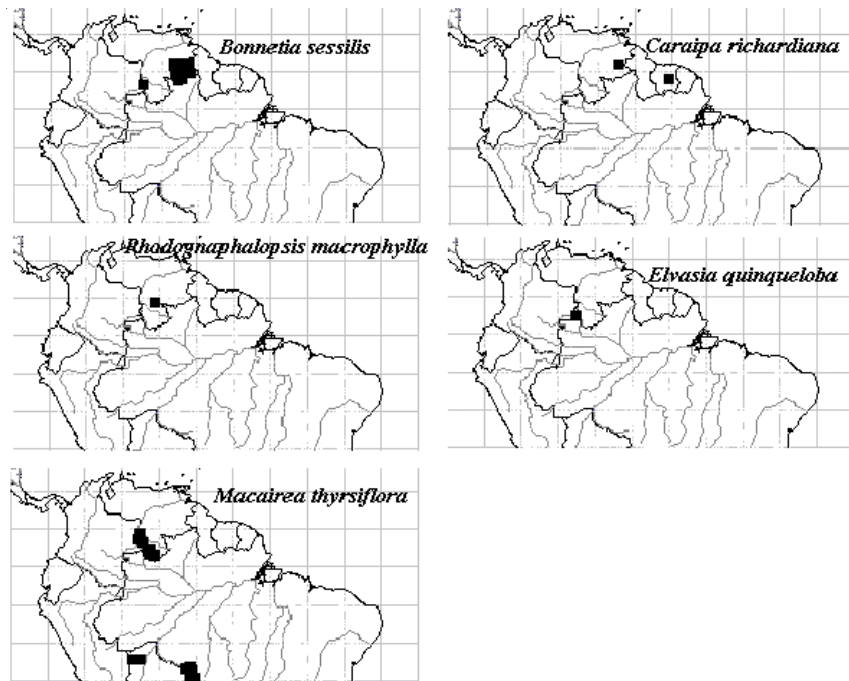 Bonnetia sessilis
Caraipa richardiana
Rhodognaphalopsis macrophylla
Elvasia quinqueloba
Macairea thyrsiflora